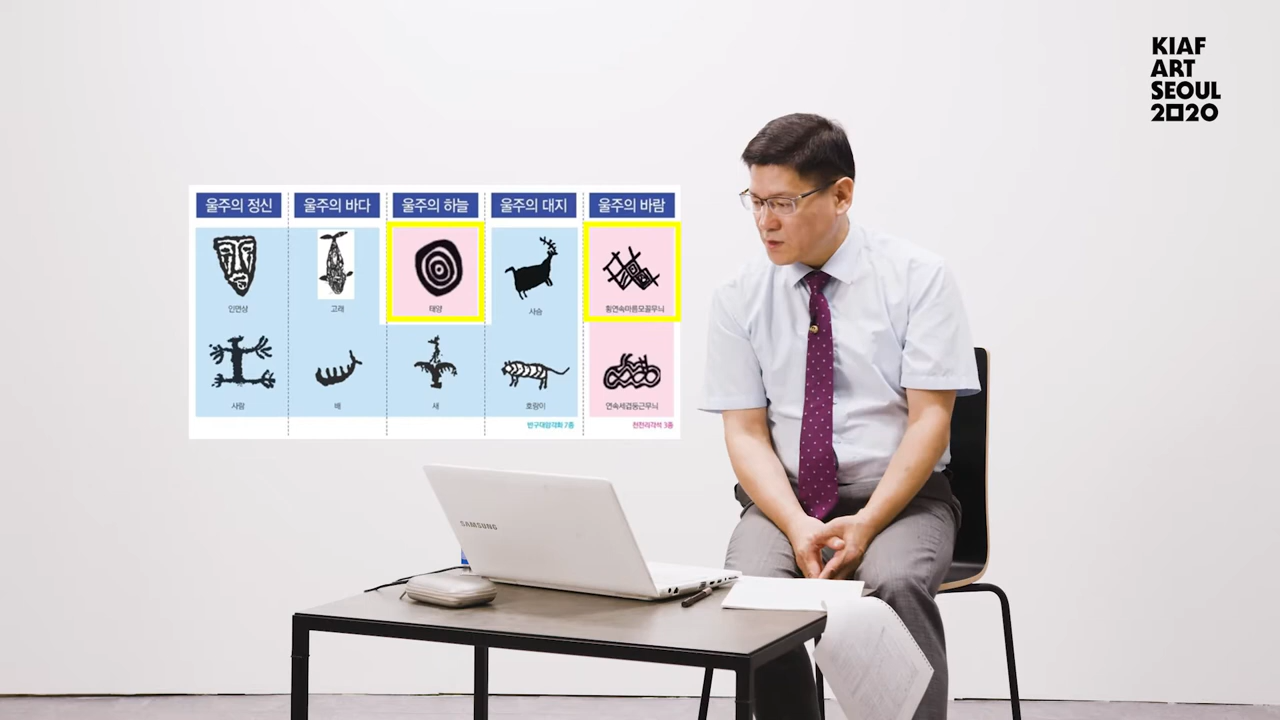 KIAF
ART
SEOUL
2020
울주의 정신
울주의 바다
울주의 하늘
울주의 대지
울주의 바람
인면상
고래
태양
사슴
횡연속마름모꼴무늬
사람
배
새
호랑이
연속세겹둥근무늬
반구대암각화 7종
천전리각석 3종
SAMSUNG